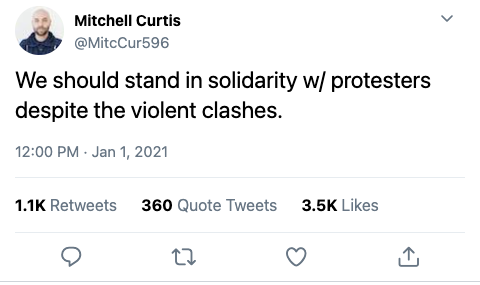 Mitchell Curtis
@MitcCur596
We should stand in solidarity w/ protesters
despite the violent clashes.
12:00 PM · Jan 1, 2021
1.1K Retweets 360 Quote Tweets 3.5K Likes